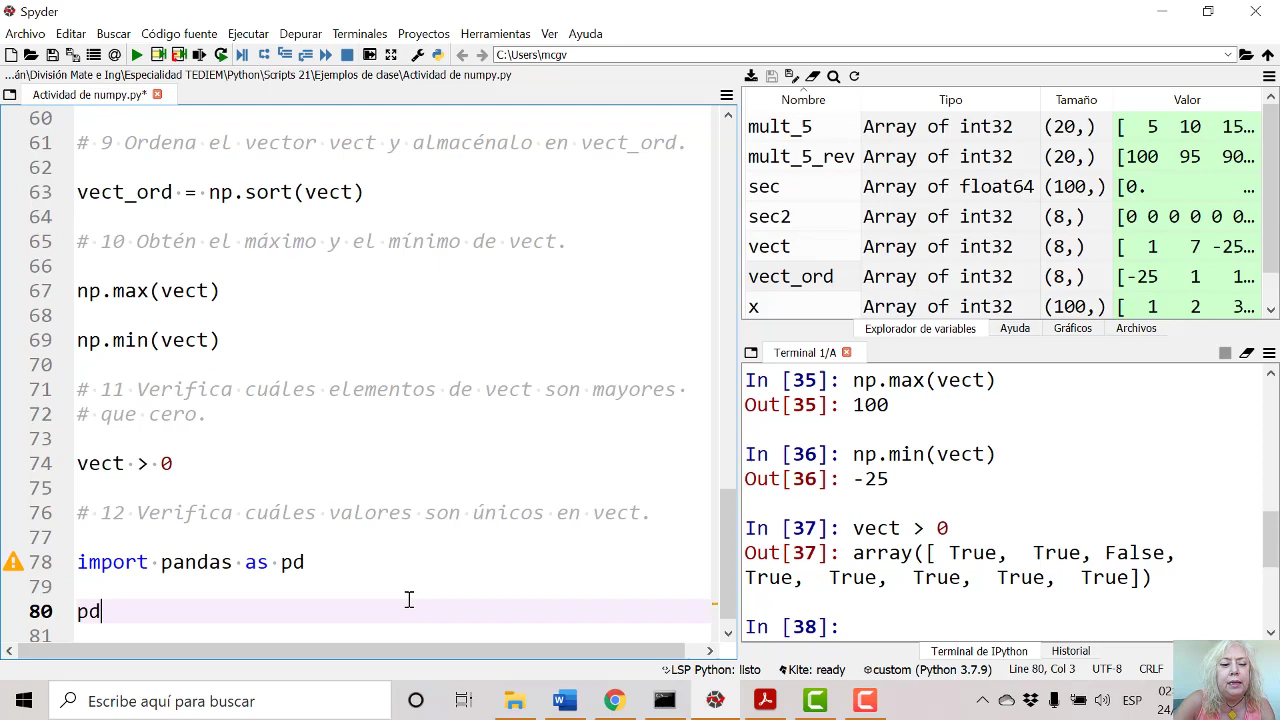 Spyder
Archivo Editar Buscar Código fuente Ejecutar Depurar Terminales Proyectos Herramientas Ver Ayuda
C:\Users\mcgv
...án\División Mate e Ing\Especialidad TEDIEM\Python\Scripts 21\Ejemplos de clase\Actividad de numpy.py
Actividad de numpy.py*
60
61 # 9 Ordena el vector vect y almacénalo en vect_ord.
62
63 vect_ord = np.sort(vect)
64
65 # 10 Obtén el máximo y el mínimo de vect.
66
67 np.max(vect)
68
69 np.min(vect)
70
71 # 11 Verifica cuáles elementos de vect son mayores
72 # que cero.
73
74 vect > 0
75
76 # 12 Verifica cuáles valores son únicos en vect.
77
78 import pandas as pd
79
80 pd
81
Nombre Tipo Tamaño Valor
mult_5 Array of int32 (20,) [ 5 10 15...
mult_5_rev Array of int32 (20,) [100 95 90...
sec Array of float64 (100,) [0. ...
sec2 Array of int32 (8,) [0 0 0 0 0 0...
vect Array of int32 (8,) [ 1 7 -25...
vect_ord Array of int32 (8,) [-25 1 1...
x Array of int32 (100,) [ 1 2 3...
Explorador de variables Ayuda Gráficos Archivos
Terminal 1/A
In [35]: np.max(vect)
Out[35]: 100
In [36]: np.min(vect)
Out[36]: -25
In [37]: vect > 0
Out[37]: array([ True, True, False,
True, True, True, True, True])
In [38]:
Terminal de IPython Historial
LSP Python: listo Kite: ready custom (Python 3.7.9) Line 80, Col 3 UTF-8 CRLF
Escribe aquí para buscar
ESP